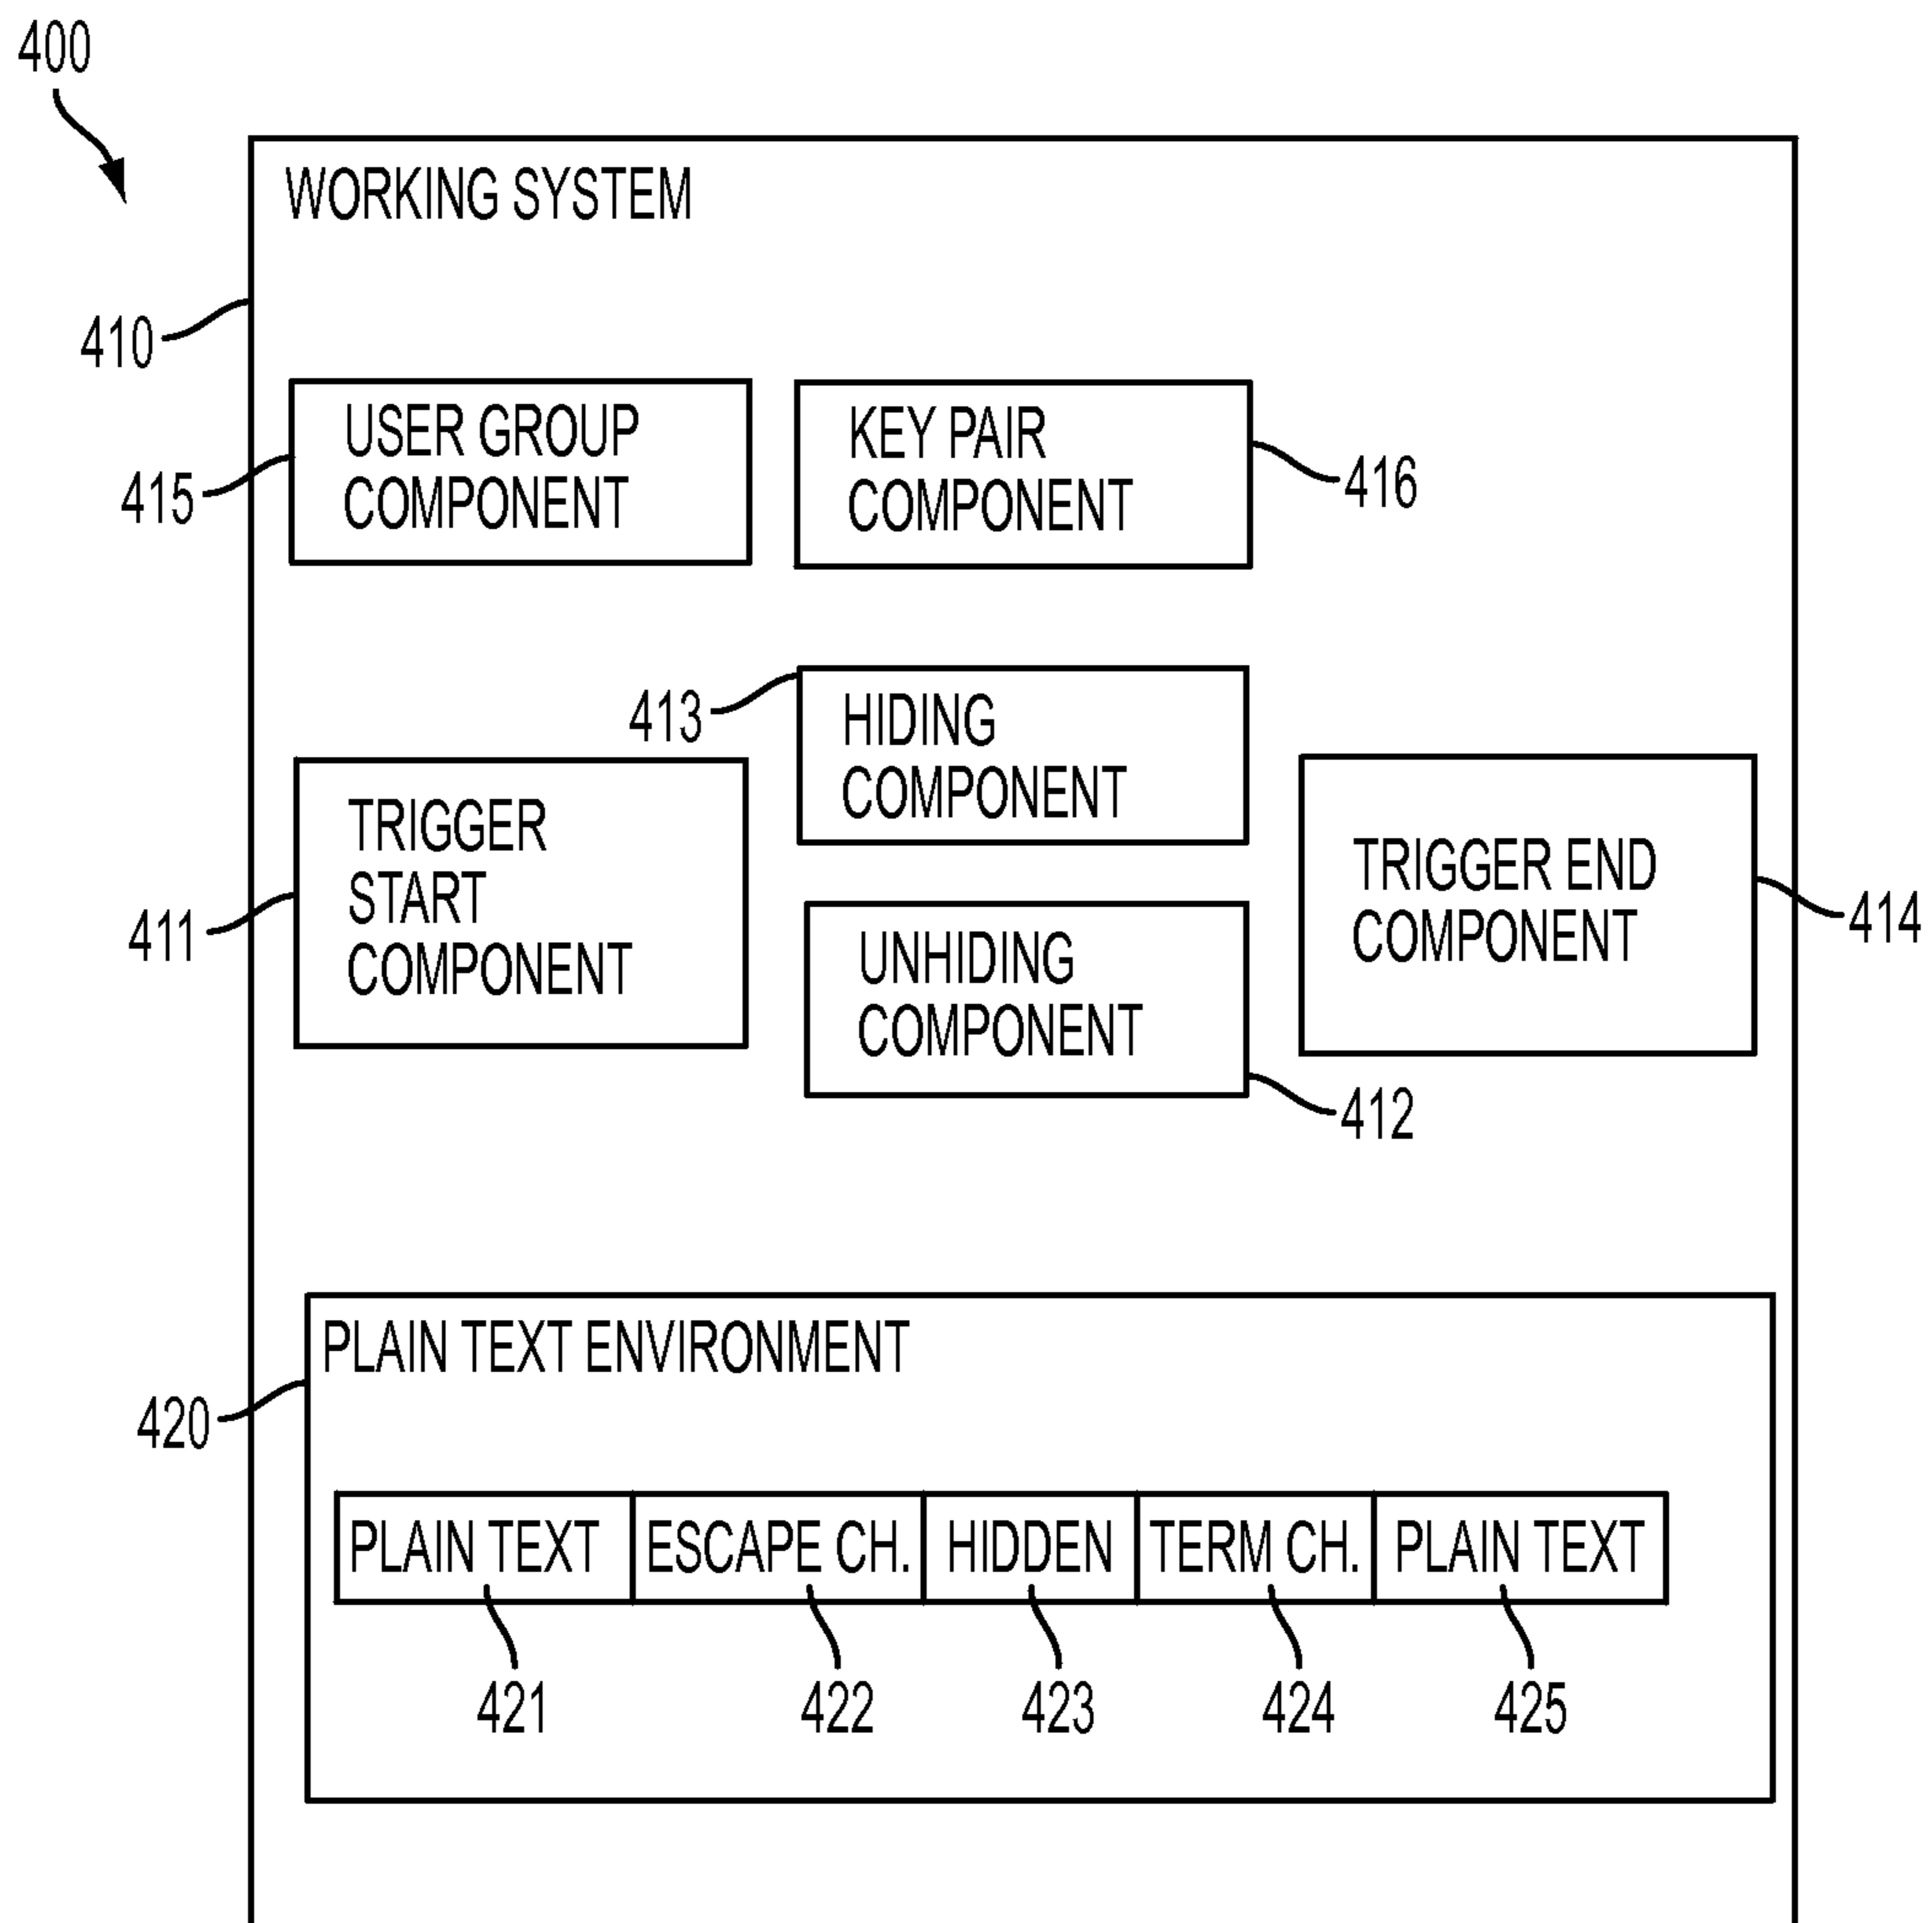 400
WORKING SYSTEM
410
USER GROUP
COMPONENT
415
KEY PAIR
COMPONENT
416
413
HIDING
COMPONENT
TRIGGER
START
COMPONENT
411
TRIGGER END
COMPONENT
414
UNHIDING
COMPONENT
412
PLAIN TEXT ENVIRONMENT
420
PLAIN TEXT ESCAPE CH. HIDDEN TERM CH. PLAIN TEXT
421 422 423 424 425